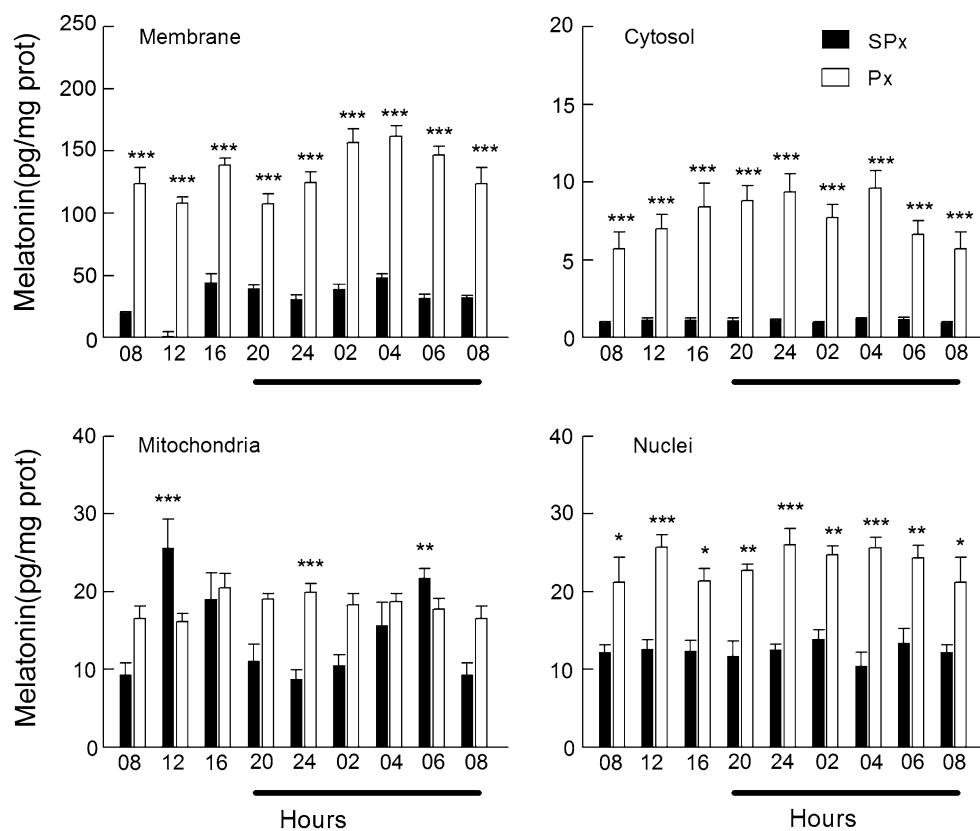 Membrane
Melatonin(pg/mg prot)
250
200
150
100
50
0
*** *** *** *** *** *** *** *** ***
08 12 16 20 24 02 04 06 08
Cytosol
SPx
Px
20
15
10
5
0
*** *** *** *** *** *** *** *** ***
08 12 16 20 24 02 04 06 08
Mitochondria
Melatonin(pg/mg prot)
40
30
20
10
0
*** *** **
08 12 16 20 24 02 04 06 08
Hours
Nuclei
40
30
20
10
0
* *** * ** *** ** *** ** *
08 12 16 20 24 02 04 06 08
Hours